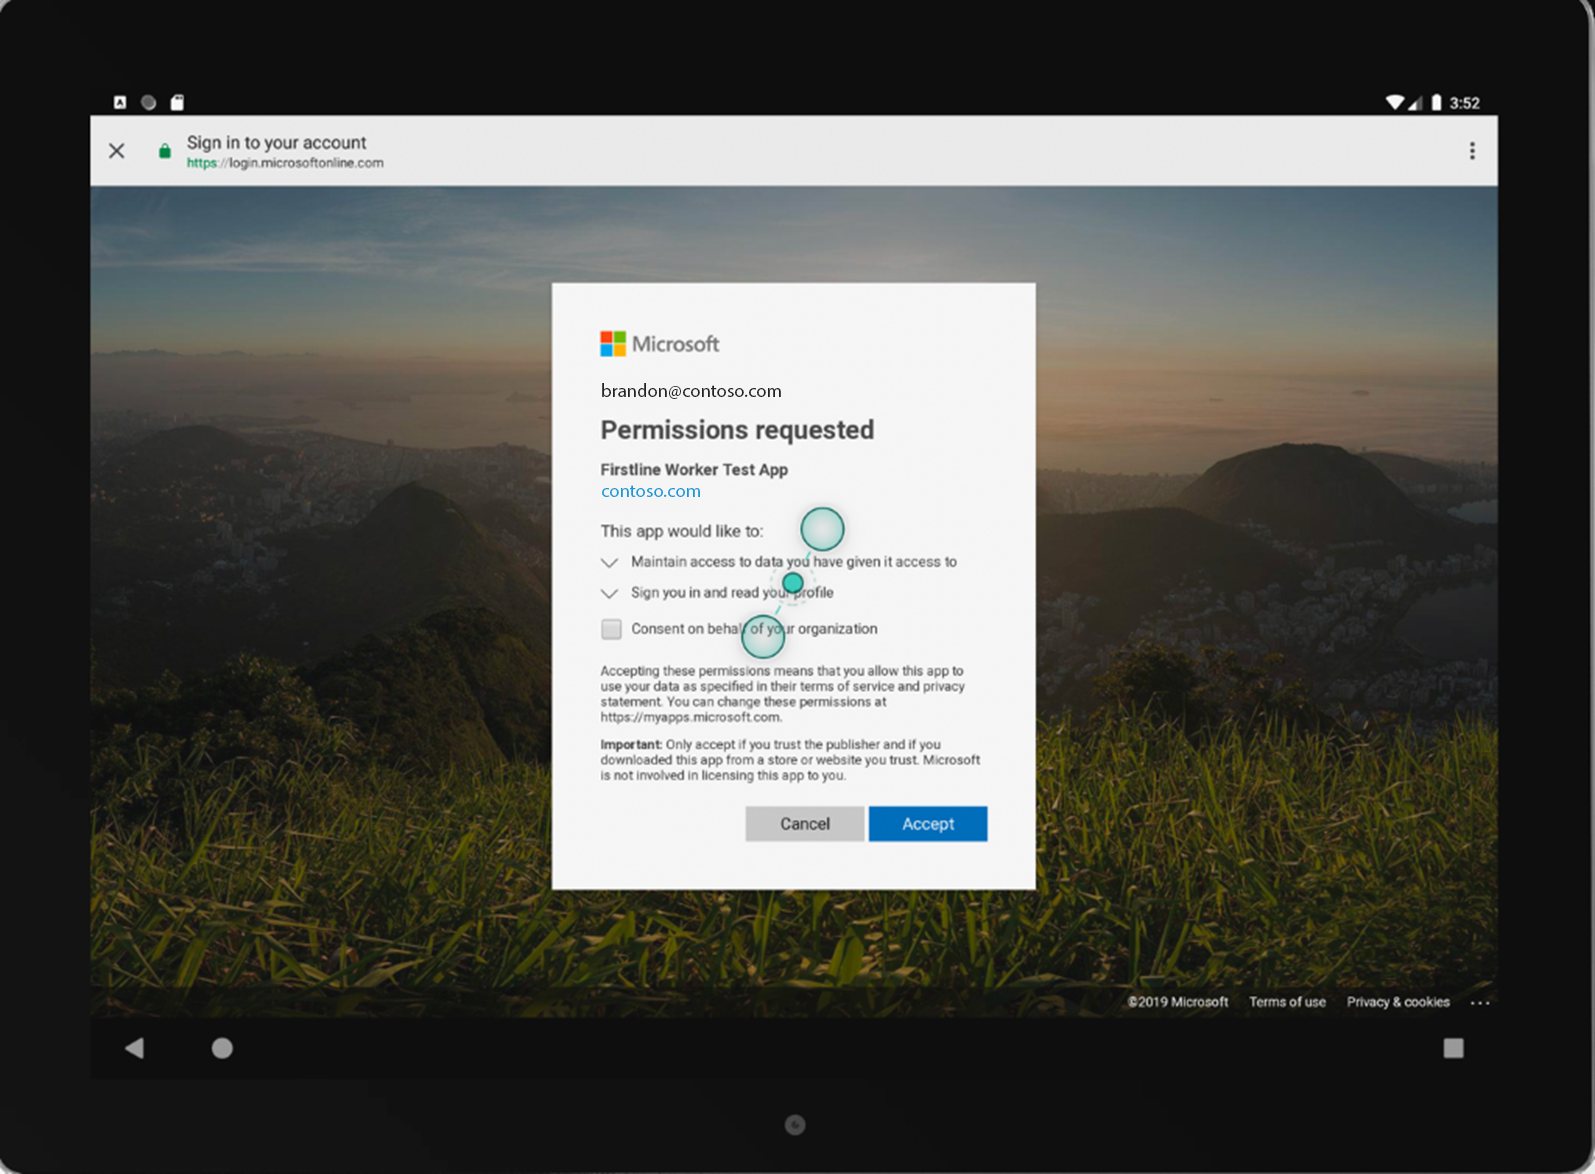 3:52
Sign in to your account
https://login.microsoftonline.com
Microsoft
brandon@contoso.com
Permissions requested
Firstline Worker Test App
contoso.com
This app would like to:
Maintain access to data you have given it access to
Sign you in and read your profile
Consent on behalf of your organization
Accepting these permissions means that you allow this app to
use your data as specified in their terms of service and privacy
statement. You can change these permissions at
https://myapps.microsoft.com.
Important: Only accept if you trust the publisher and if you
downloaded this app from a store or website you trust. Microsoft
is not involved in licensing this app to you.
Cancel Accept
©2019 Microsoft Terms of use Privacy & cookies ...